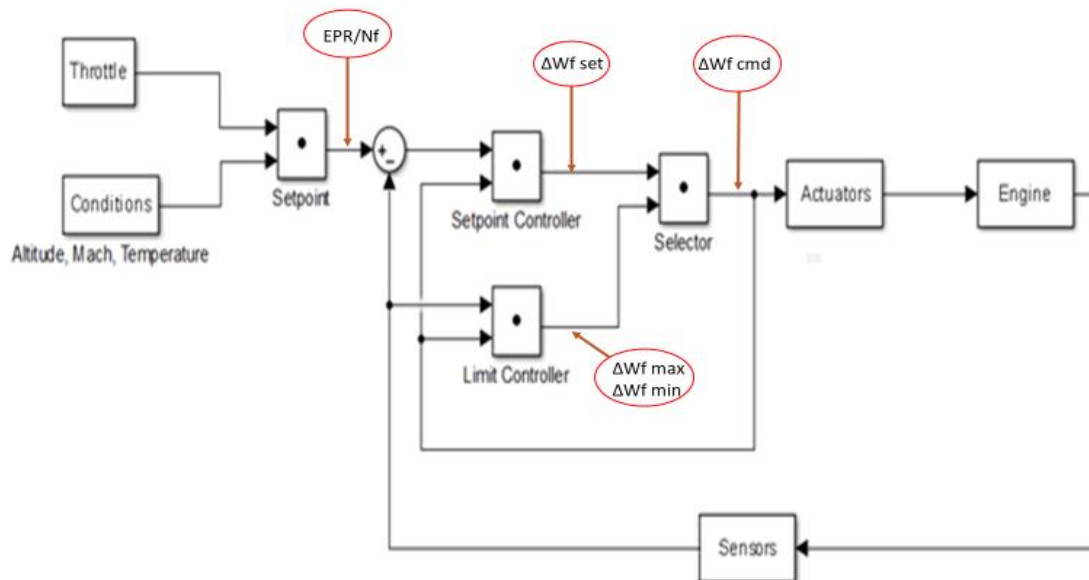 EPR/Nf
ΔWf set
ΔWf cmd
Throttle
Conditions
Altitude, Mach, Temperature
Setpoint
+
-
Setpoint Controller
Selector
Actuators
Engine
Limit Controller
ΔWf max
ΔWf min
Sensors